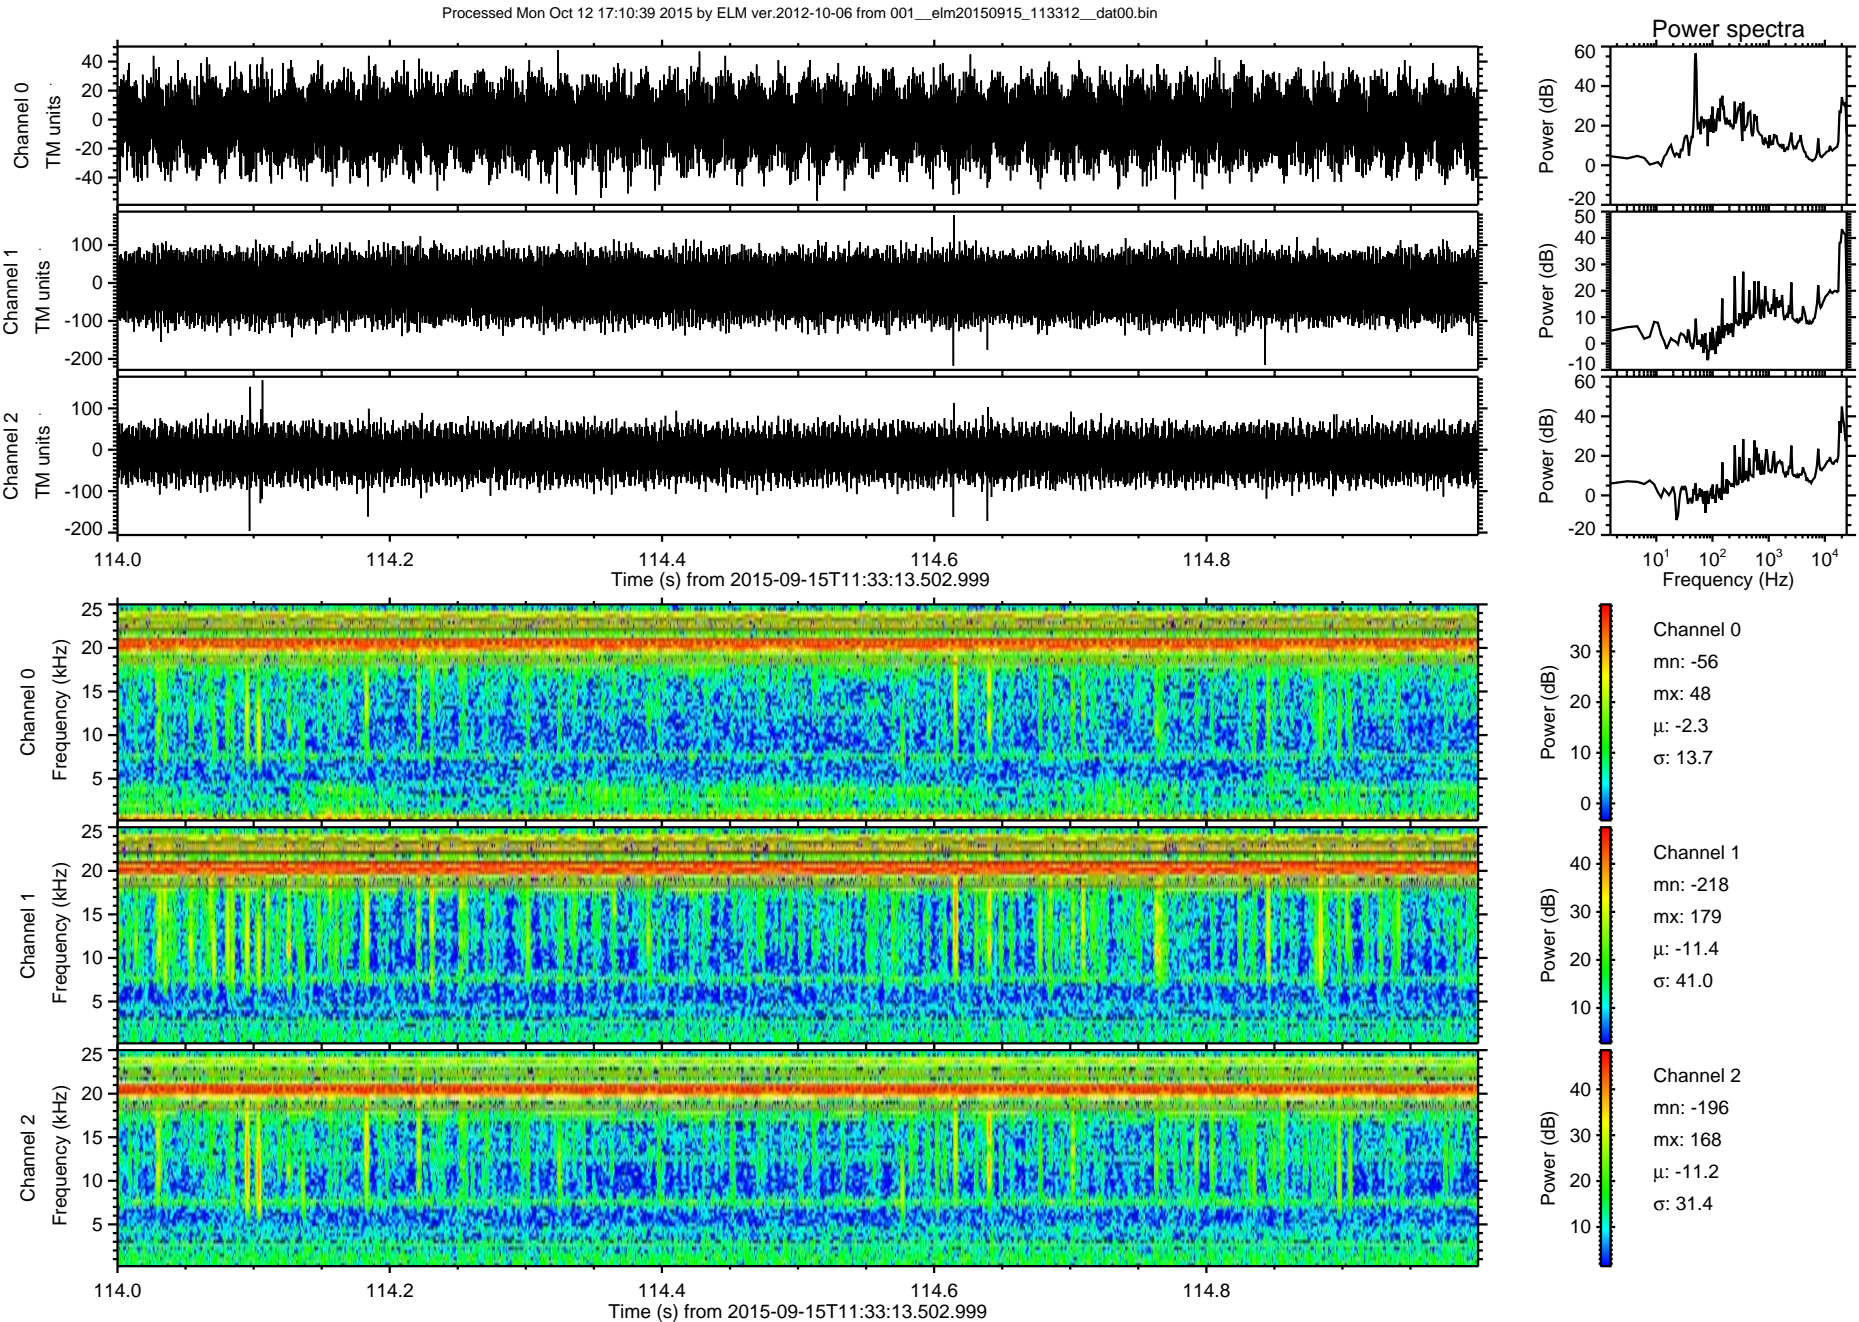 Processed Mon Oct 12 17:10:39 2015 by ELM ver.2012-10-06 from 001__elm20150915_113312__dat00.bin
Power spectra
Channel 0
TM units
40
20
0
-20
-40
Power (dB)
60
40
20
0
-20
Channel 1
TM units
100
0
-100
-200
Power (dB)
50
40
30
20
10
0
-10
Channel 2
TM units
100
0
-100
-200
Power (dB)
60
40
20
0
-20
114.0 114.2 114.4 114.6 114.8
Time (s) from 2015-09-15T11:33:13.502.999
10¹ 10² 10³ 10⁴
Frequency (Hz)
Channel 0
Frequency (kHz)
25
20
15
10
5
Power (dB)
30
20
10
0
Channel 0
mn: -56
mx: 48
μ: -2.3
σ: 13.7
Channel 1
Frequency (kHz)
25
20
15
10
5
Power (dB)
40
30
20
10
Channel 1
mn: -218
mx: 179
μ: -11.4
σ: 41.0
Channel 2
Frequency (kHz)
25
20
15
10
5
Power (dB)
40
30
20
10
Channel 2
mn: -196
mx: 168
μ: -11.2
σ: 31.4
114.0 114.2 114.4 114.6 114.8
Time (s) from 2015-09-15T11:33:13.502.999